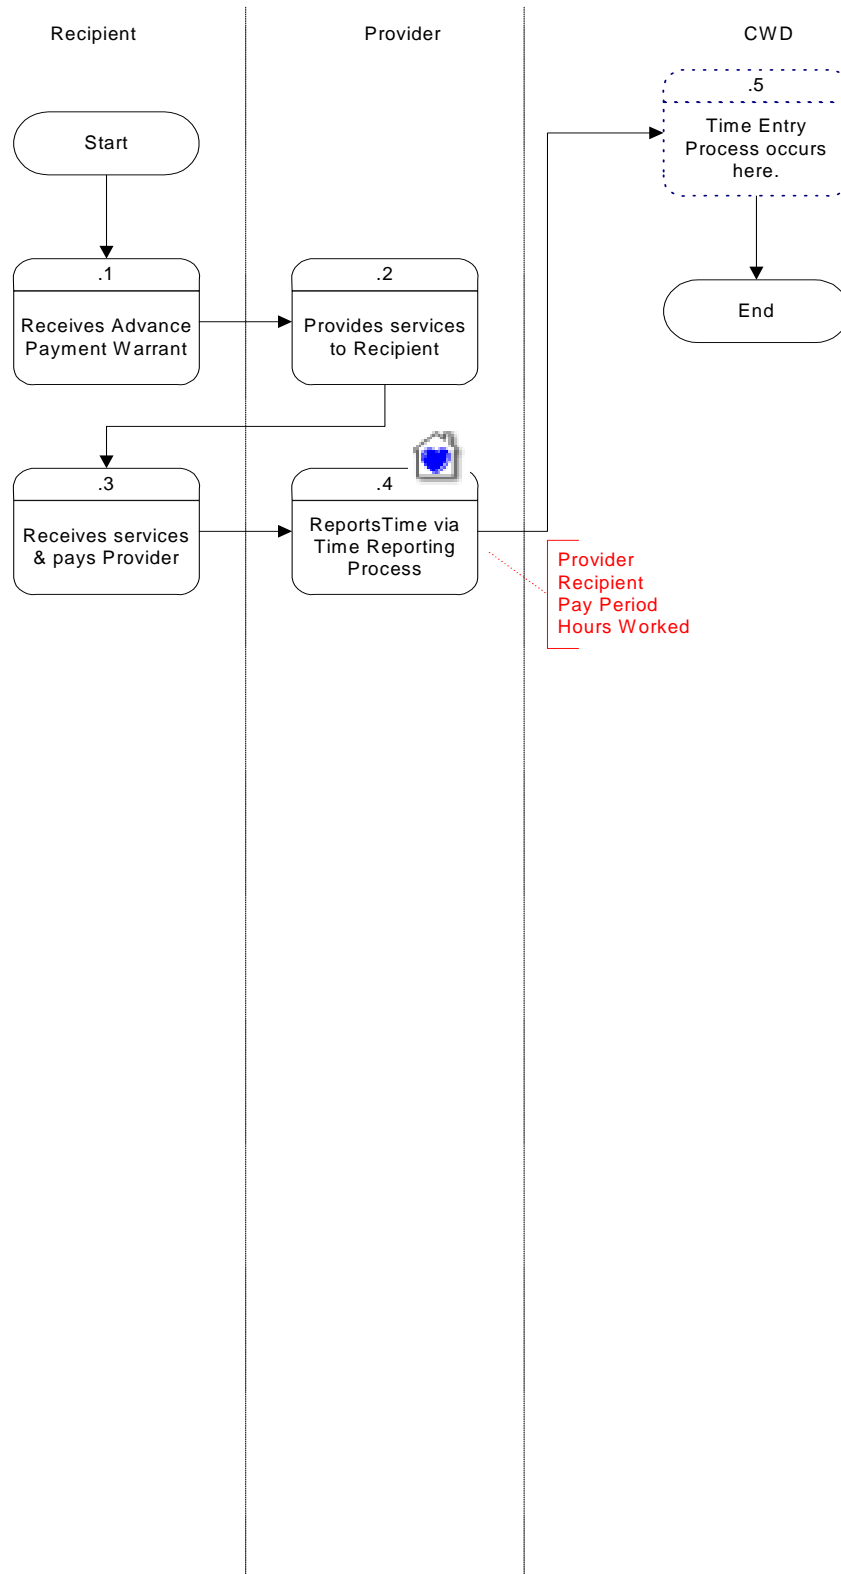 Recipient
Provider
CWD
Start
.1
Receives Advance
Payment Warrant
.2
Provides services
to Recipient
.3
Receives services
& pays Provider
.4
ReportsTime via
Time Reporting
Process
Provider
Recipient
Pay Period
Hours Worked
.5
Time Entry
Process occurs
here.
End